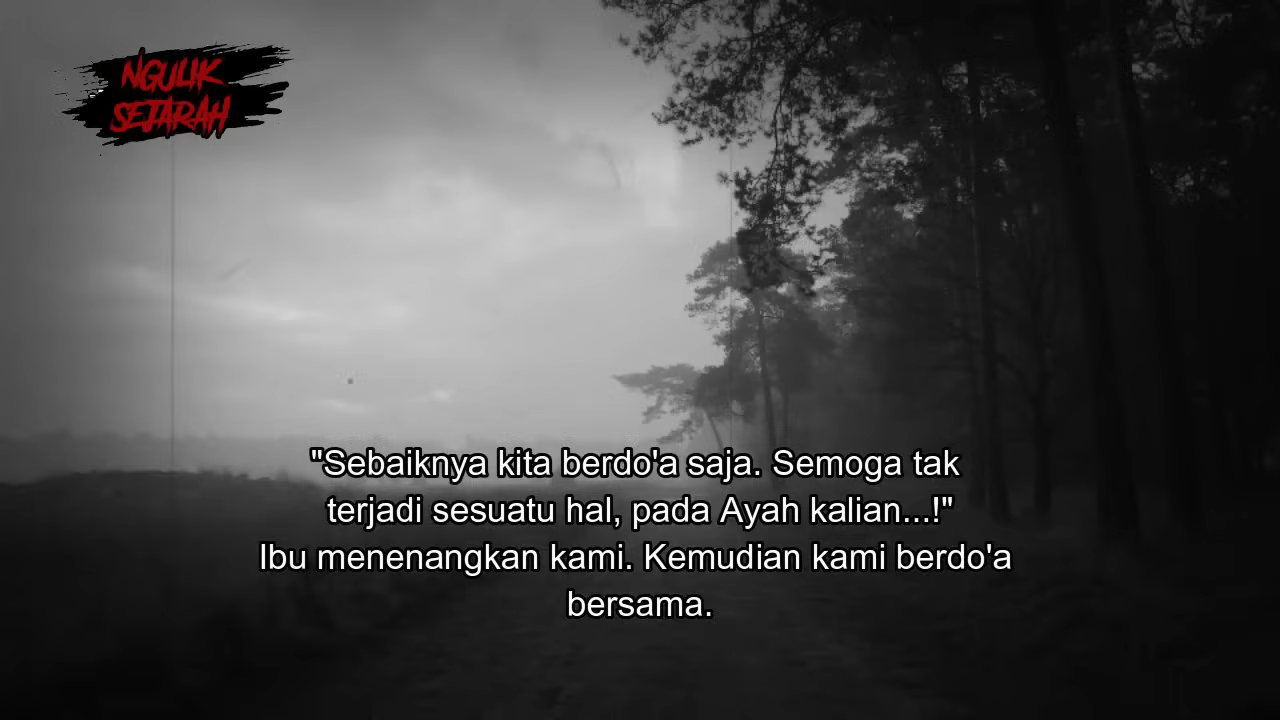 NGULIK
SEJARAH
"Sebaiknya kita berdo'a saja. Semoga tak
terjadi sesuatu hal, pada Ayah kalian...!"
Ibu menenangkan kami. Kemudian kami berdo'a
bersama.